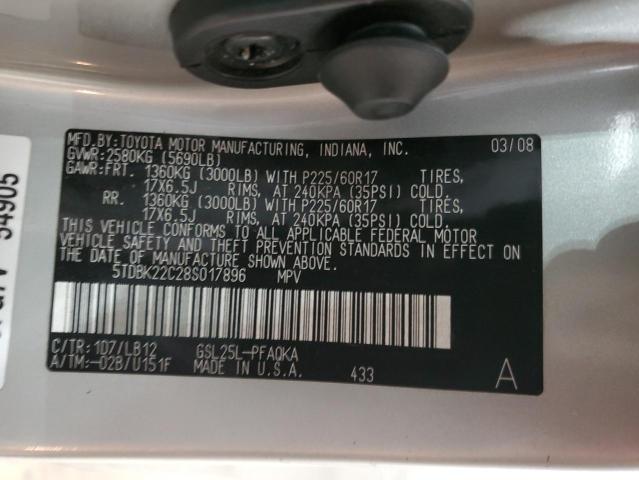 MFD.BY:TOYOTA MOTOR MANUFACTURING, INDIANA, INC. 03/08
GVWR:2580KG (5690LB)
GAWR:FRT. 1360KG (3000LB) WITH P225/60R17 TIRES,
17X6.5J RIMS, AT 240KPA (35PSI) COLD.
RR. 1360KG (3000LB) WITH P225/60R17 TIRES,
17X6.5J RIMS, AT 240KPA (35PSI) COLD.
THIS VEHICLE CONFORMS TO ALL APPLICABLE FEDERAL MOTOR
VEHICLE SAFETY AND THEFT PREVENTION STANDARDS IN EFFECT ON
THE DATE OF MANUFACTURE SHOWN ABOVE.
5TDBK22C28S017896 MPV
C/TR: 1D7/LB12 GSL25L-PFAQKA
A/TM:-02B/U151F MADE IN U.S.A. 433 A
54905